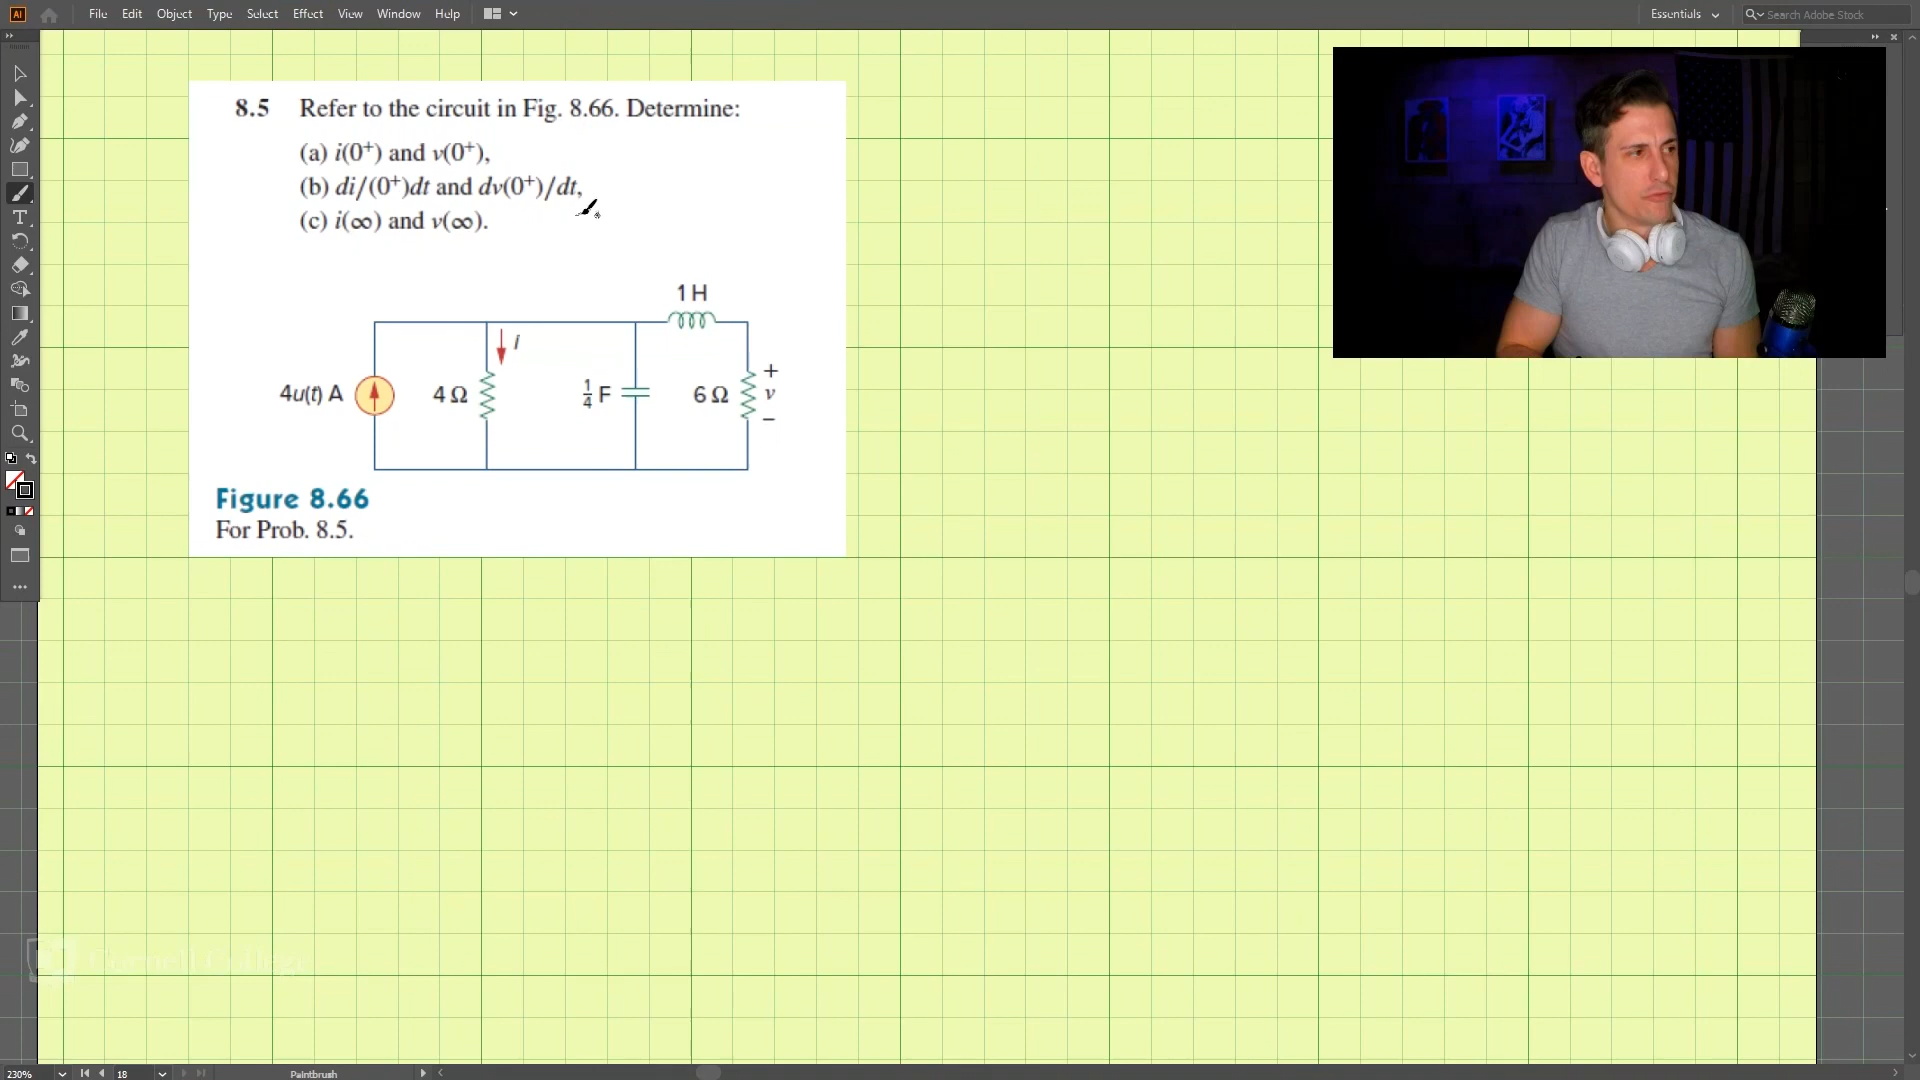 Ai File Edit Object Type Select Effect View Window Help Essentials Search Adobe Stock
8.5 Refer to the circuit in Fig. 8.66. Determine:
(a) i(0⁺) and v(0⁺),
(b) di/(0⁺)dt and dv(0⁺)/dt,
(c) i(∞) and v(∞).
1 H
i
4u(t) A
4 Ω
1/4 F
6 Ω
+
v
−
Figure 8.66
For Prob. 8.5.
Cornell College
230% 18 Paintbrush